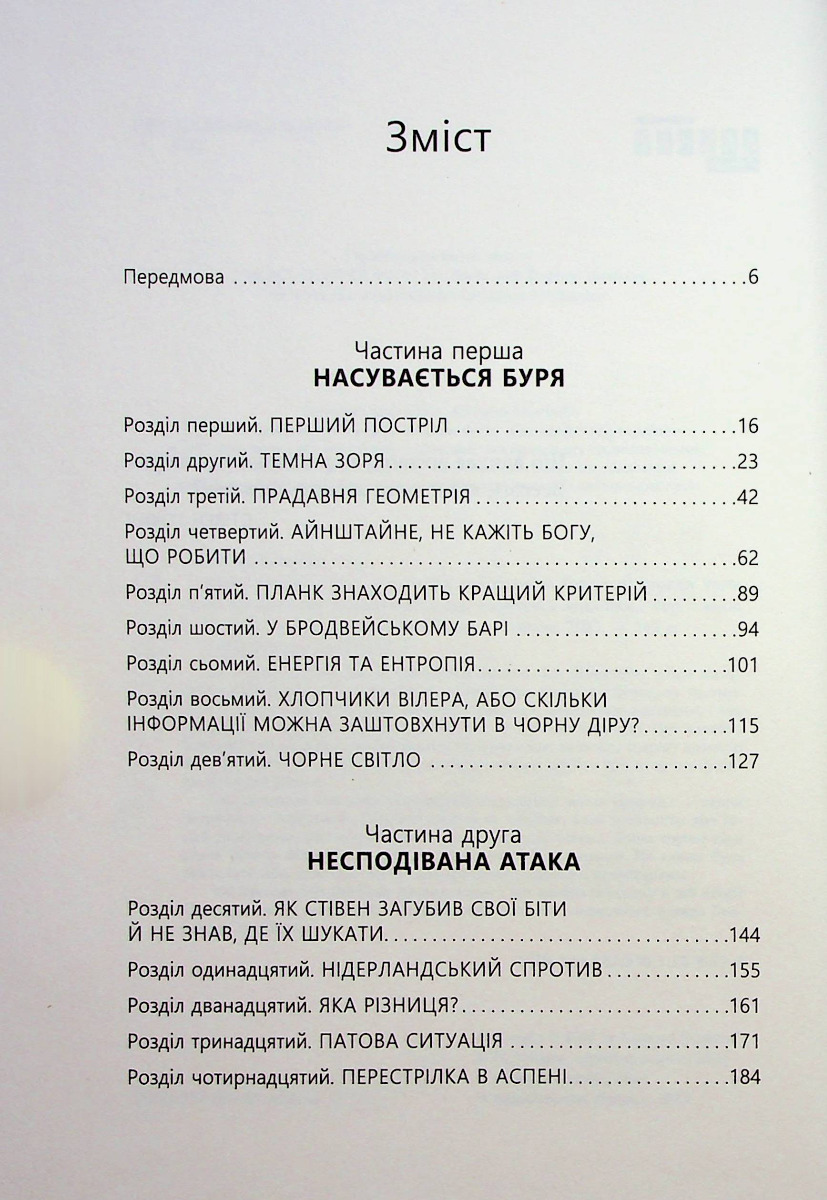 Зміст
Передмова ........................................................6
Частина перша
НАСУВАЄТЬСЯ БУРЯ
Розділ перший. ПЕРШИЙ ПОСТРІЛ ..............................16
Розділ другий. ТЕМНА ЗОРЯ.....................................23
Розділ третій. ПРАДАВНЯ ГЕОМЕТРІЯ............................42
Розділ четвертий. АЙНШТАЙНЕ, НЕ КАЖІТЬ БОГУ,
ЩО РОБИТИ ...................................................62
Розділ п'ятий. ПЛАНК ЗНАХОДИТЬ КРАЩИЙ КРИТЕРІЙ.........89
Розділ шостий. У БРОДВЕЙСЬКОМУ БАРІ .......................94
Розділ сьомий. ЕНЕРГІЯ ТА ЕНТРОПІЯ..........................101
Розділ восьмий. ХЛОПЧИКИ ВІЛЕРА, АБО СКІЛЬКИ
ІНФОРМАЦІЇ МОЖНА ЗАШТОВХНУТИ В ЧОРНУ ДІРУ?.........115
Розділ дев'ятий. ЧОРНЕ СВІТЛО ...............................127
Частина друга
НЕСПОДІВАНА АТАКА
Розділ десятий. ЯК СТІВЕН ЗАГУБИВ СВОЇ БІТИ
Й НЕ ЗНАВ, ДЕ ЇХ ШУКАТИ.....................................144
Розділ одинадцятий. НІДЕРЛАНДСЬКИЙ СПРОТИВ.............155
Розділ дванадцятий. ЯКА РІЗНИЦЯ?............................161
Розділ тринадцятий. ПАТОВА СИТУАЦІЯ .......................171
Розділ чотирнадцятий. ПЕРЕСТРІЛКА В АСПЕНІ.................184